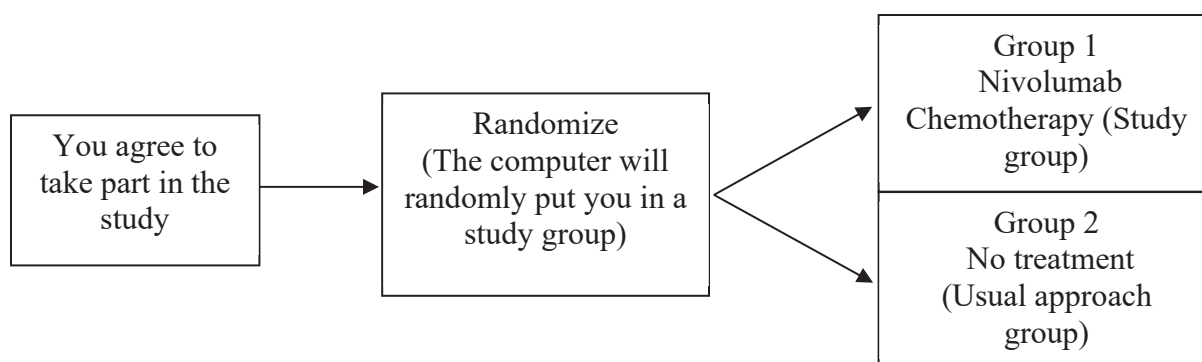 You agree to
take part in the
study
Randomize
(The computer will
randomly put you in a
study group)
Group 1
Nivolumab
Chemotherapy (Study
group)
Group 2
No treatment
(Usual approach
group)